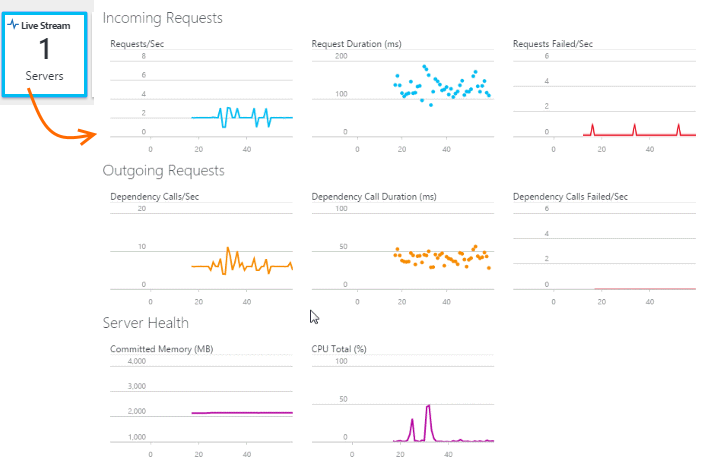 Live Stream
1
Servers
Incoming Requests
Requests/Sec
8
6
4
2
0
0 20 40
Request Duration (ms)
200
100
0
0 20 40
Requests Failed/Sec
6
4
2
0
0 20 40
Outgoing Requests
Dependency Calls/Sec
20
10
0
0 20 40
Dependency Call Duration (ms)
100
50
0
0 20 40
Dependency Calls Failed/Sec
6
4
2
0
0 20 40
Server Health
Committed Memory (MB)
4,000
3,000
2,000
1,000
0 20 40
CPU Total (%)
100
50
0
0 20 40